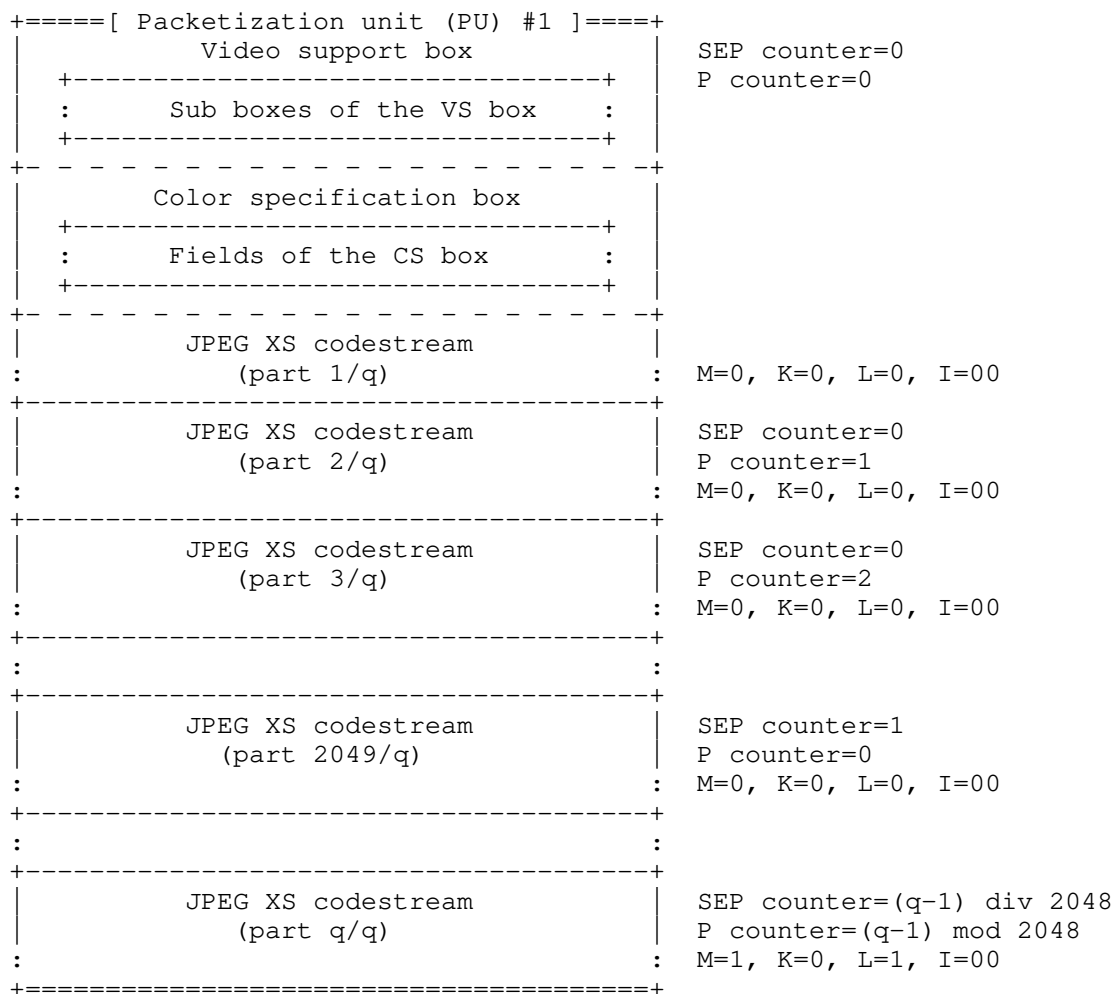 +=====[ Packetization unit (PU) #1 ]====+
|           Video support box           |  SEP counter=0
|  +---------------------------------+  |  P counter=0
|  :      Sub boxes of the VS box    :  |
|  +---------------------------------+  |
+- - - - - - - - - - - - - - - - - - - -+
|        Color specification box        |
|  +---------------------------------+  |
|  :      Fields of the CS box       :  |
|  +---------------------------------+  |
+- - - - - - - - - - - - - - - - - - - -+
|          JPEG XS codestream           |
:             (part 1/q)                :  M=0, K=0, L=0, I=00
+---------------------------------------+
|          JPEG XS codestream           |  SEP counter=0
|             (part 2/q)                |  P counter=1
:                                       :  M=0, K=0, L=0, I=00
+---------------------------------------+
|          JPEG XS codestream           |  SEP counter=0
|             (part 3/q)                |  P counter=2
:                                       :  M=0, K=0, L=0, I=00
+---------------------------------------+
:                                       :
+---------------------------------------+
|          JPEG XS codestream           |  SEP counter=1
|            (part 2049/q)              |  P counter=0
:                                       :  M=0, K=0, L=0, I=00
+---------------------------------------+
:                                       :
+---------------------------------------+
|          JPEG XS codestream           |  SEP counter=(q-1) div 2048
|             (part q/q)                |  P counter=(q-1) mod 2048
:                                       :  M=1, K=0, L=1, I=00
+=======================================+